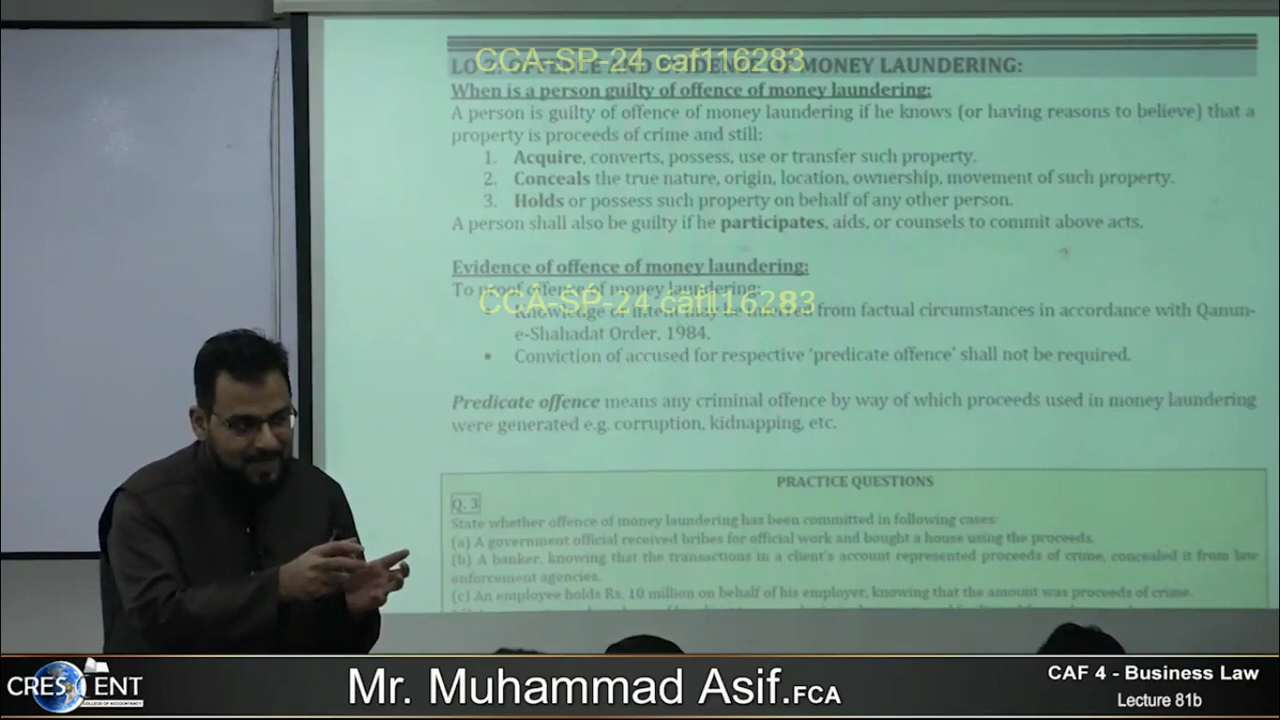 CCA-SP-24 caf116283
MONEY LAUNDERING:
When is a person guilty of offence of money laundering:
A person is guilty of offence of money laundering if he knows (or having reasons to believe) that a
property is proceeds of crime and still:
1. Acquire, converts, possess, use or transfer such property.
2. Conceals the true nature, origin, location, ownership, movement of such property.
3. Holds or possess such property on behalf of any other person.
A person shall also be guilty if he participates, aids, or counsels to commit above acts.
Evidence of offence of money laundering:
To proof offence of money laundering:
CCA-SP-24 caf116283
from factual circumstances in accordance with Qanun-
e-Shahadat Order, 1984.
• Conviction of accused for respective 'predicate offence' shall not be required.
Predicate offence means any criminal offence by way of which proceeds used in money laundering
were generated e.g. corruption, kidnapping, etc.
PRACTICE QUESTIONS
Q. 3
State whether offence of money laundering has been committed in following cases:
(a) A government official received bribes for official work and bought a house using the proceeds.
(b) A banker, knowing that the transactions in a client's account represented proceeds of crime, concealed it from law
enforcement agencies.
(c) An employee holds Rs. 10 million on behalf of his employer, knowing that the amount was proceeds of crime.
CRESCENT
COLLEGE OF ACCOUNTANCY
Mr. Muhammad Asif.FCA
CAF 4 - Business Law
Lecture 81b